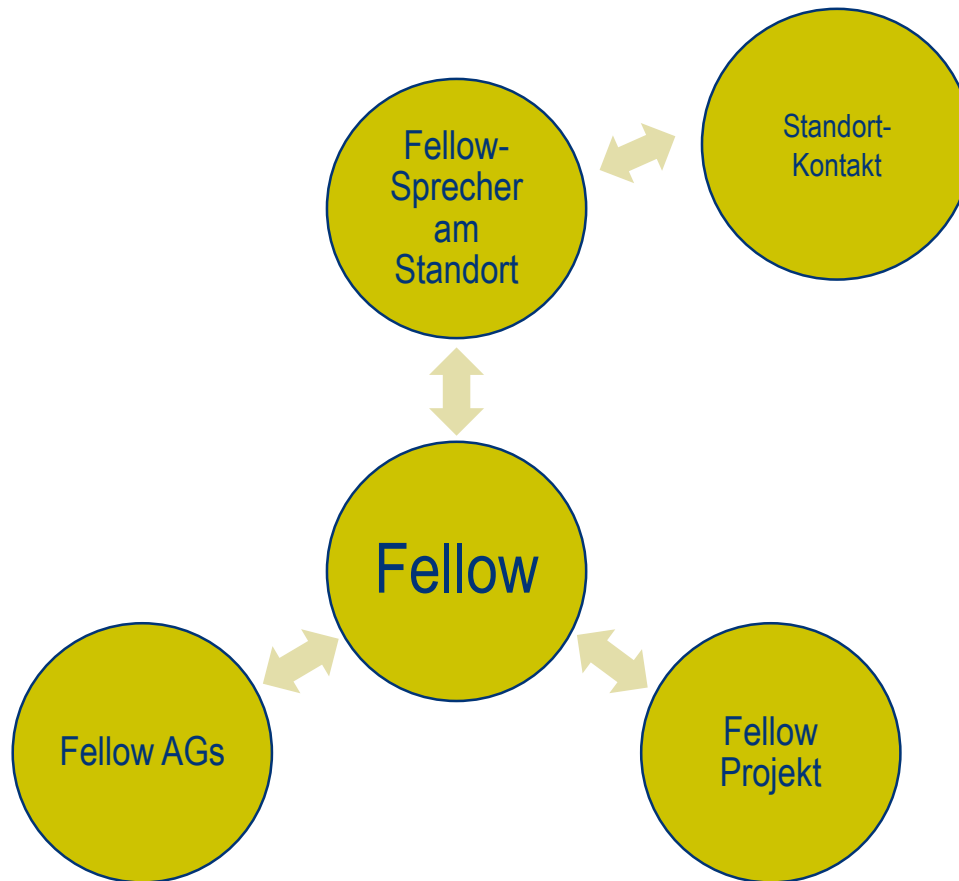 Fellow-
Sprecher
am
Standort
Standort-
Kontakt
Fellow
Fellow AGs
Fellow
Projekt